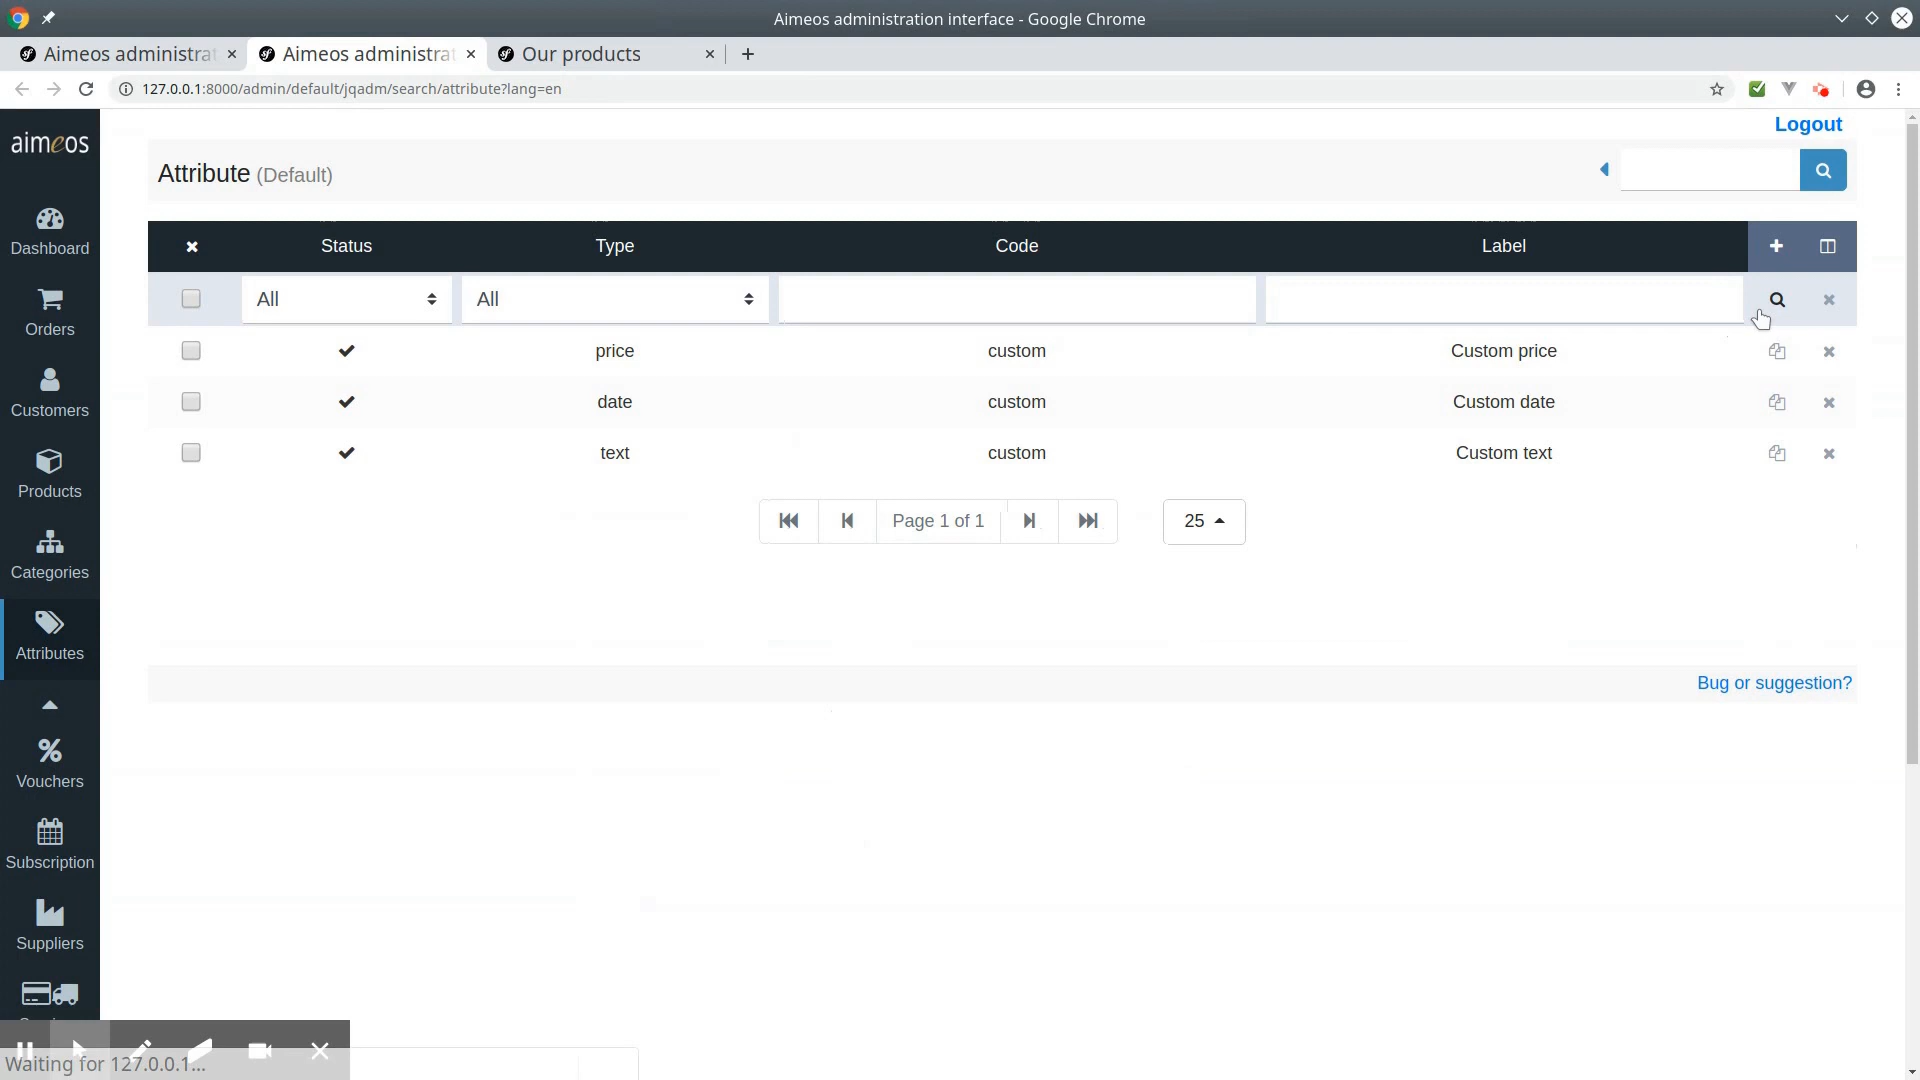 Aimeos administration interface - Google Chrome
Aimeos administrat
Aimeos administrat
Our products
127.0.0.1:8000/admin/default/jqadm/search/attribute?lang=en
aimeos
Logout
Attribute (Default)
Status Type Code Label
All All
price custom Custom price
date custom Custom date
text custom Custom text
Page 1 of 1
25
Bug or suggestion?
Dashboard
Orders
Customers
Products
Categories
Attributes
Vouchers
Subscription
Suppliers
Waiting for 127.0.0.1...